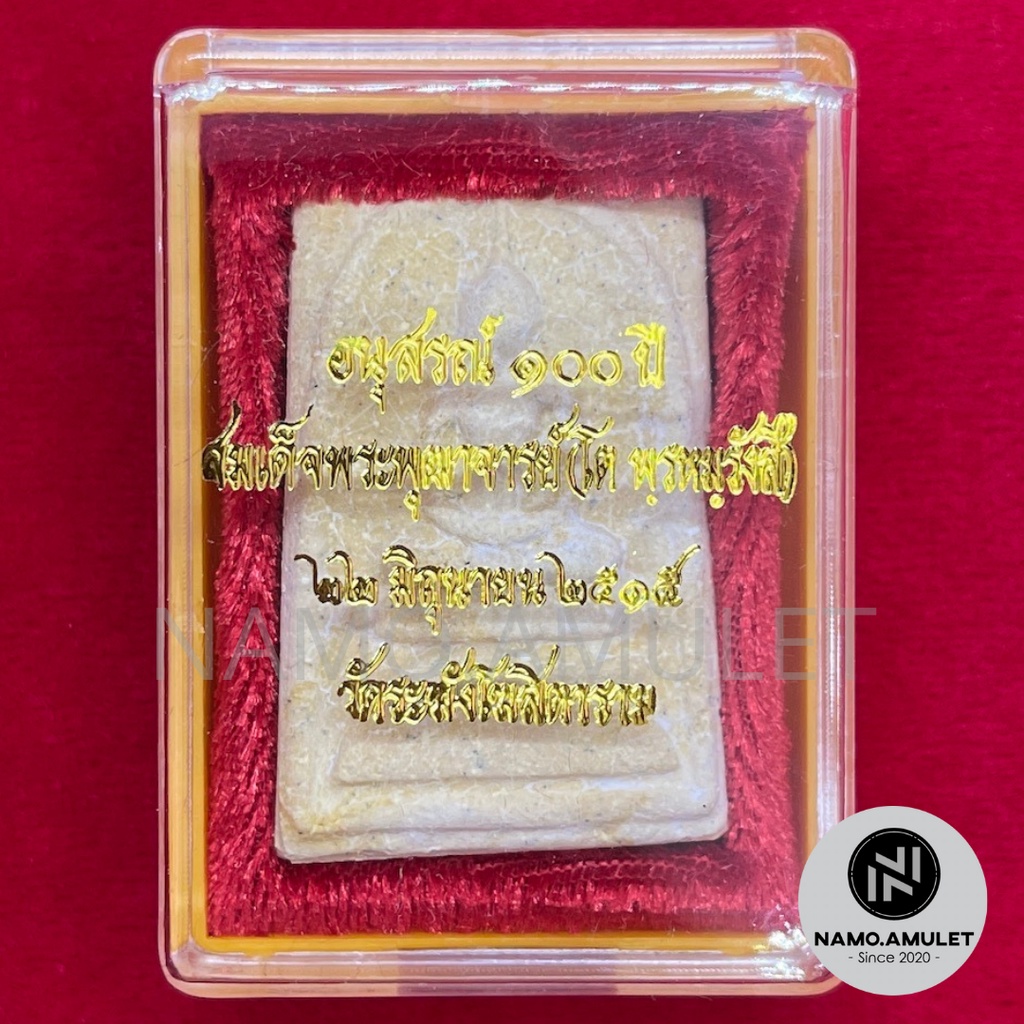 อนุสรณ์ ๑๐๐ ปี
สมเด็จพระพุฒาจารย์ (โต พฺรหฺมรํงสี)
๒๒ มิถุนายน ๒๕๑๕
วัดระฆังโฆสิตาราม
NAMO.AMULET
NAMO.AMULET
- Since 2020 -